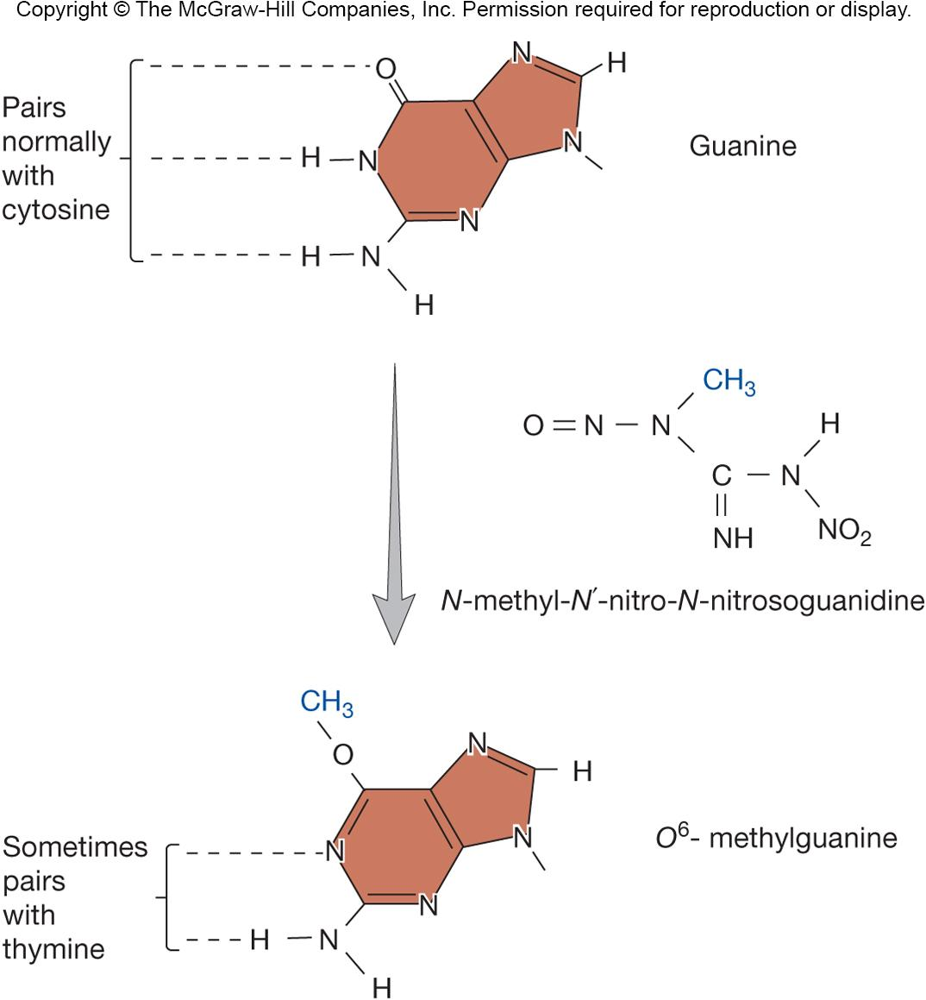 Copyright © The McGraw-Hill Companies, Inc. Permission required for reproduction or display.
N
H
O
Pairs
normally
with
cytosine
N
Guanine
H
N
N
H
N
H
CH3
O
N
N
H
C
N
NH
NO2
N-methyl-N′-nitro-N-nitrosoguanidine
CH3
O
N
H
Sometimes
pairs
with
thymine
N
N
O6- methylguanine
N
H
N
H